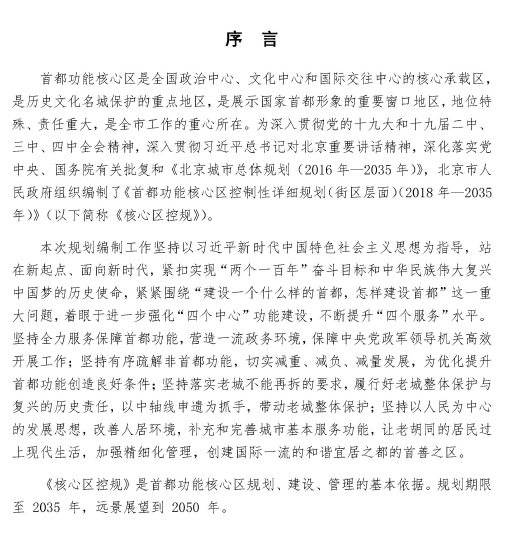 序 言
首都功能核心区是全国政治中心、文化中心和国际交往中心的核心承载区，
是历史文化名城保护的重点地区，是展示国家首都形象的重要窗口地区，地位特
殊、责任重大，是全市工作的重心所在。为深入贯彻党的十九大和十九届二中、
三中、四中全会精神，深入贯彻习近平总书记对北京重要讲话精神，深化落实党
中央、国务院有关批复和《北京城市总体规划（2016 年—2035 年）》，北京市人
民政府组织编制了《首都功能核心区控制性详细规划（街区层面）（2018 年—2035
年）》（以下简称《核心区控规》）。
本次规划编制工作坚持以习近平新时代中国特色社会主义思想为指导，站
在新起点、面向新时代，紧扣实现“两个一百年”奋斗目标和中华民族伟大复兴
中国梦的历史使命，紧紧围绕“建设一个什么样的首都，怎样建设首都”这一重
大问题，着眼于进一步强化“四个中心”功能建设，不断提升“四个服务”水平。
坚持全力服务保障首都功能，营造一流政务环境，保障中央党政军领导机关高效
开展工作；坚持有序疏解非首都功能，切实减重、减负、减量发展，为优化提升
首都功能创造良好条件；坚持落实老城不能再拆的要求，履行好老城整体保护与
复兴的历史责任，以中轴线申遗为抓手，带动老城整体保护；坚持以人民为中心
的发展思想，改善人居环境，补充和完善城市基本服务功能，让老胡同的居民过
上现代生活，加强精细化管理，创建国际一流的和谐宜居之都的首善之区。
《核心区控规》是首都功能核心区规划、建设、管理的基本依据。规划期限
至 2035 年，远景展望到 2050 年。